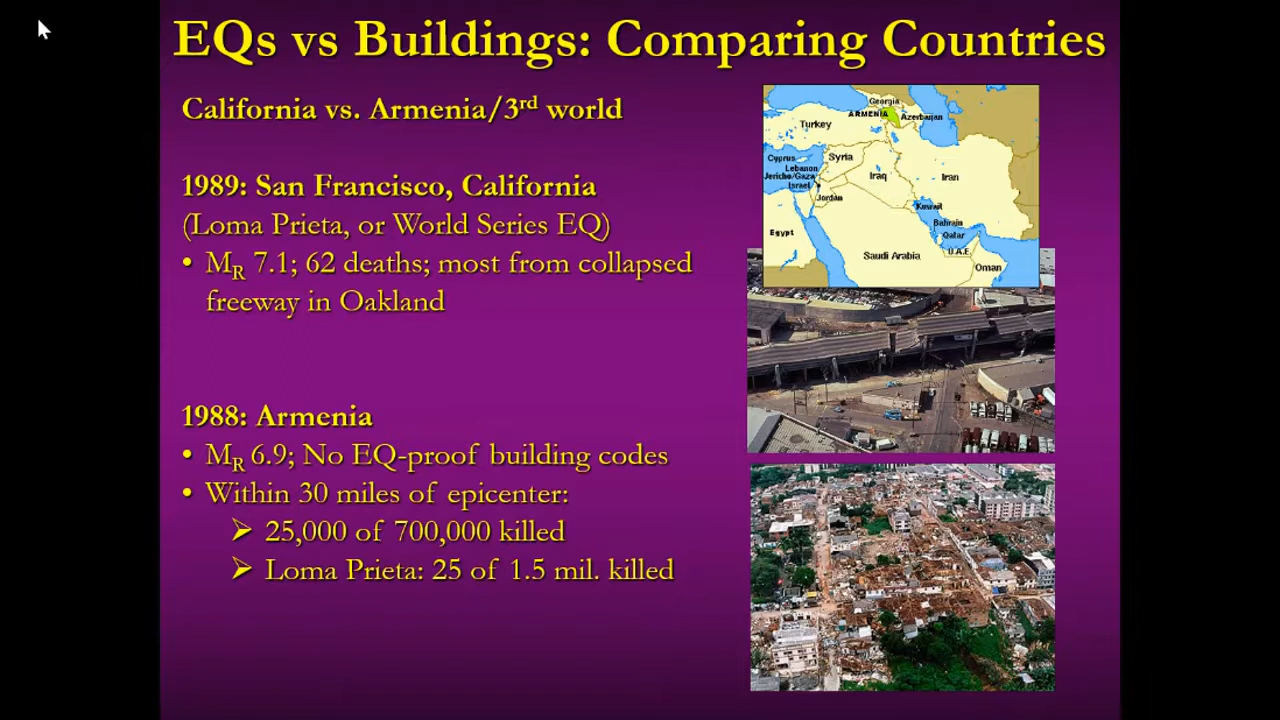 EQs vs Buildings: Comparing Countries
California vs. Armenia/3rd world
1989: San Francisco, California
(Loma Prieta, or World Series EQ)
• MR 7.1; 62 deaths; most from collapsed
freeway in Oakland
1988: Armenia
• MR 6.9; No EQ-proof building codes
• Within 30 miles of epicenter:
➢ 25,000 of 700,000 killed
➢ Loma Prieta: 25 of 1.5 mil. killed
Georgia
ARMENIA
Azerbaijan
Turkey
Cyprus
Syria
Lebanon
Jericho/Gaza
Israel
Iraq
Iran
Jordan
Kuwait
Egypt
Bahrain
Qatar
U.A.E.
Saudi Arabia
Oman